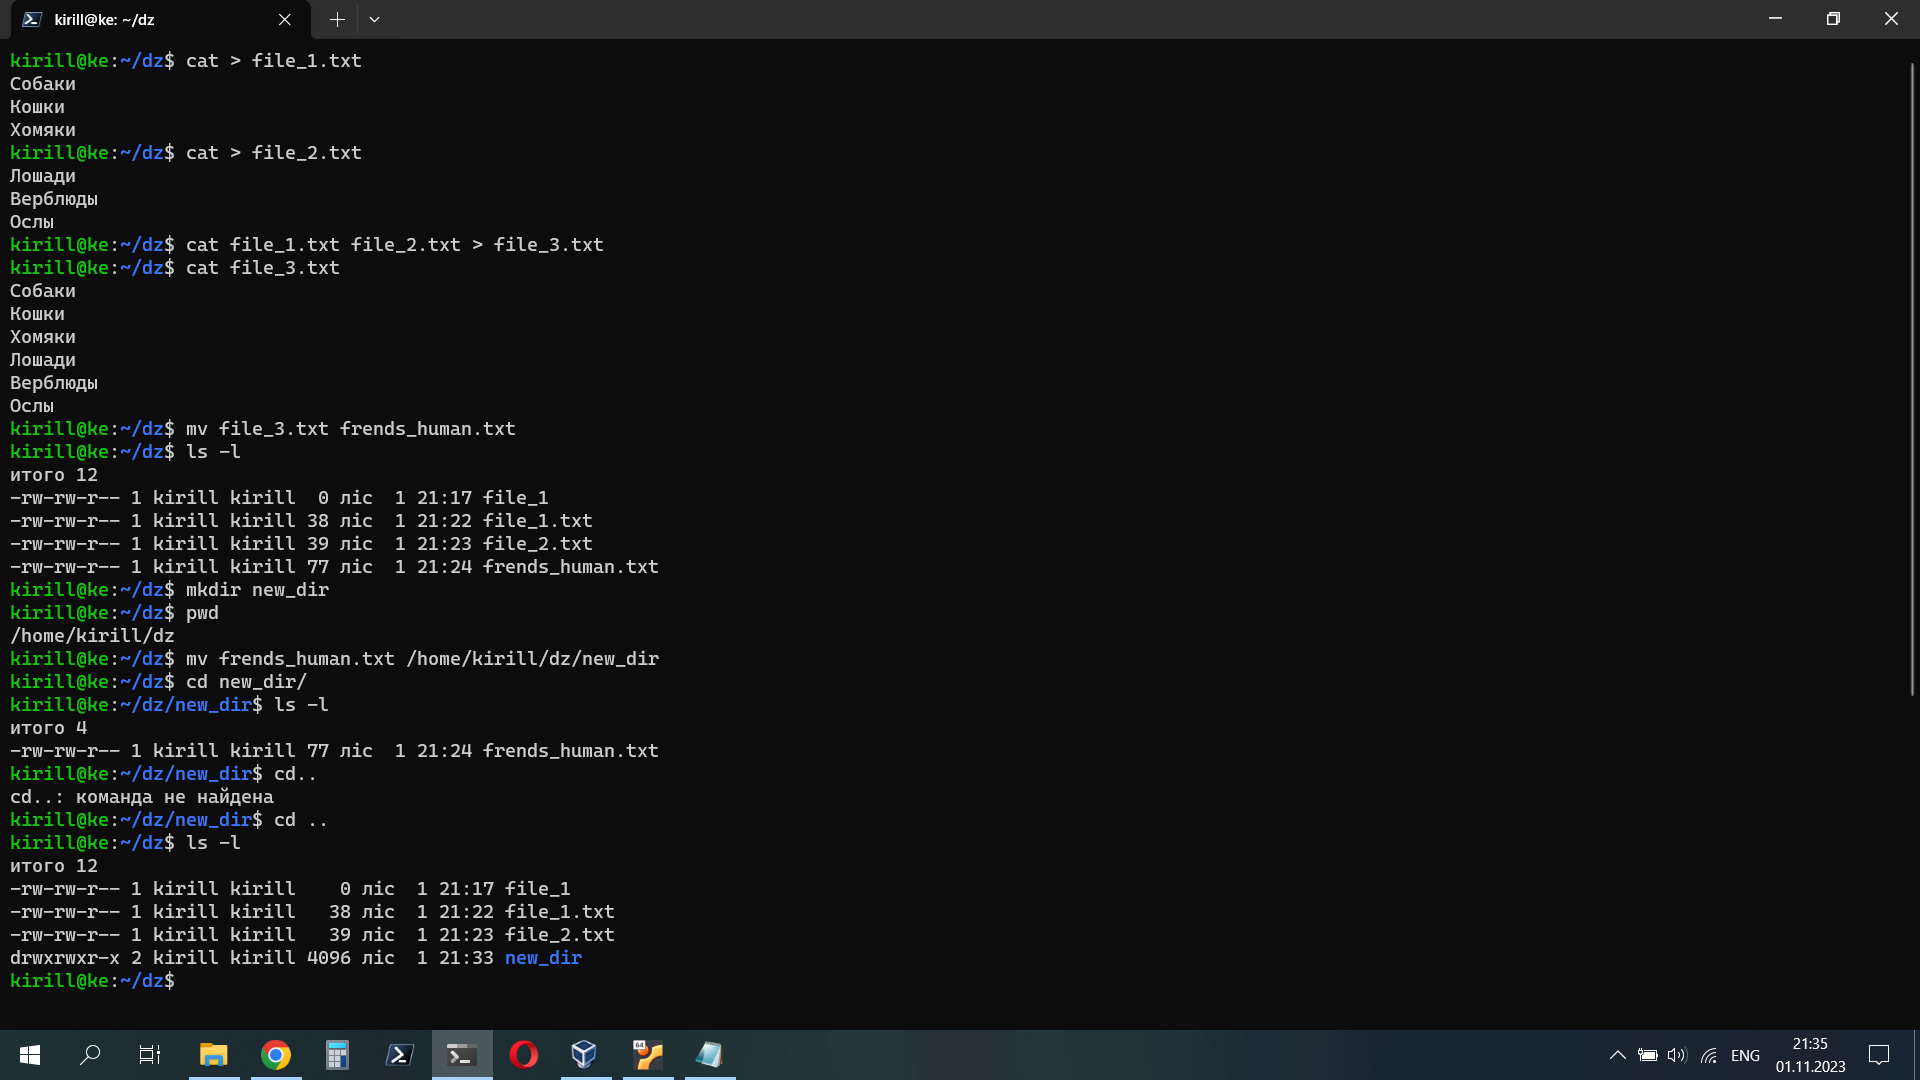 kirill@ke: ~/dz
kirill@ke:~/dz$ cat > file_1.txt
Собаки
Кошки
Хомяки
kirill@ke:~/dz$ cat > file_2.txt
Лошади
Верблюды
Ослы
kirill@ke:~/dz$ cat file_1.txt file_2.txt > file_3.txt
kirill@ke:~/dz$ cat file_3.txt
Собаки
Кошки
Хомяки
Лошади
Верблюды
Ослы
kirill@ke:~/dz$ mv file_3.txt frends_human.txt
kirill@ke:~/dz$ ls -l
итого 12
-rw-rw-r-- 1 kirill kirill  0 ліс  1 21:17 file_1
-rw-rw-r-- 1 kirill kirill 38 ліс  1 21:22 file_1.txt
-rw-rw-r-- 1 kirill kirill 39 ліс  1 21:23 file_2.txt
-rw-rw-r-- 1 kirill kirill 77 ліс  1 21:24 frends_human.txt
kirill@ke:~/dz$ mkdir new_dir
kirill@ke:~/dz$ pwd
/home/kirill/dz
kirill@ke:~/dz$ mv frends_human.txt /home/kirill/dz/new_dir
kirill@ke:~/dz$ cd new_dir/
kirill@ke:~/dz/new_dir$ ls -l
итого 4
-rw-rw-r-- 1 kirill kirill 77 ліс  1 21:24 frends_human.txt
kirill@ke:~/dz/new_dir$ cd..
cd..: команда не найдена
kirill@ke:~/dz/new_dir$ cd ..
kirill@ke:~/dz$ ls -l
итого 12
-rw-rw-r-- 1 kirill kirill    0 ліс  1 21:17 file_1
-rw-rw-r-- 1 kirill kirill   38 ліс  1 21:22 file_1.txt
-rw-rw-r-- 1 kirill kirill   39 ліс  1 21:23 file_2.txt
drwxrwxr-x 2 kirill kirill 4096 ліс  1 21:33 new_dir
kirill@ke:~/dz$
64
ENG
21:35
01.11.2023